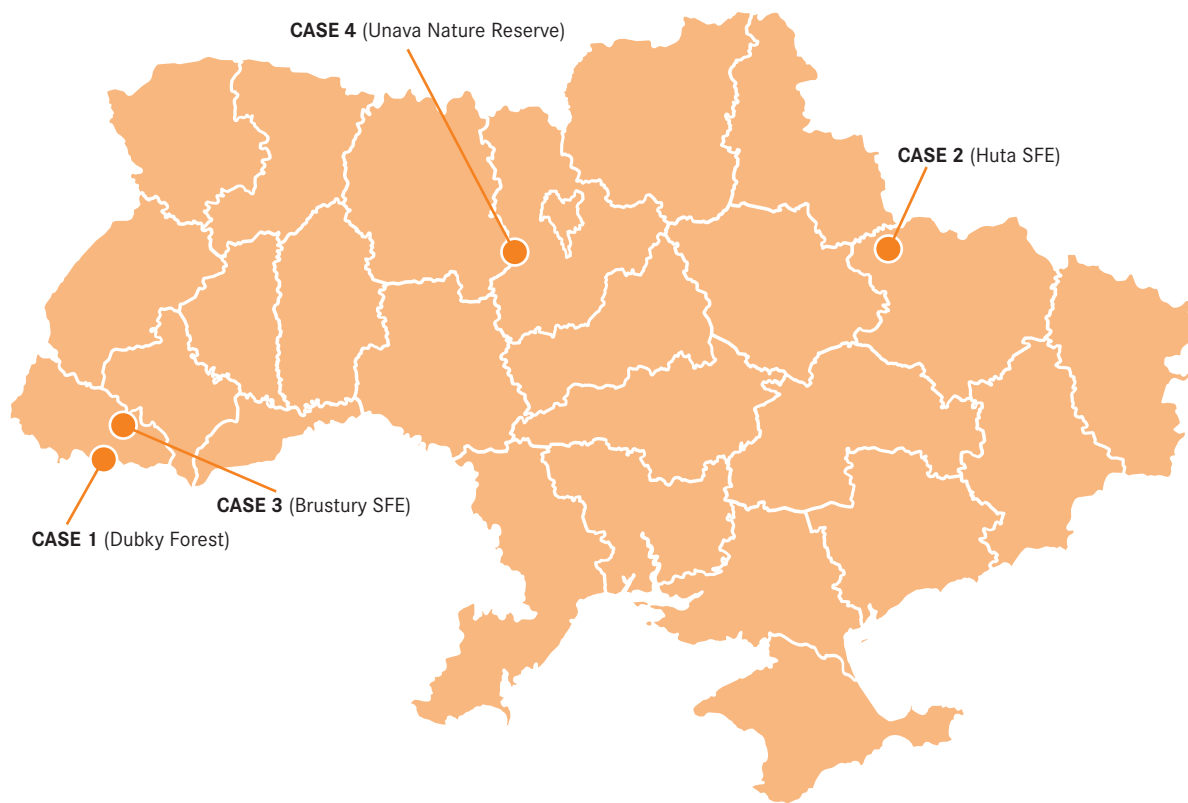 CASE 4 (Unava Nature Reserve)
CASE 2 (Huta SFE)
CASE 3 (Brustury SFE)
CASE 1 (Dubky Forest)